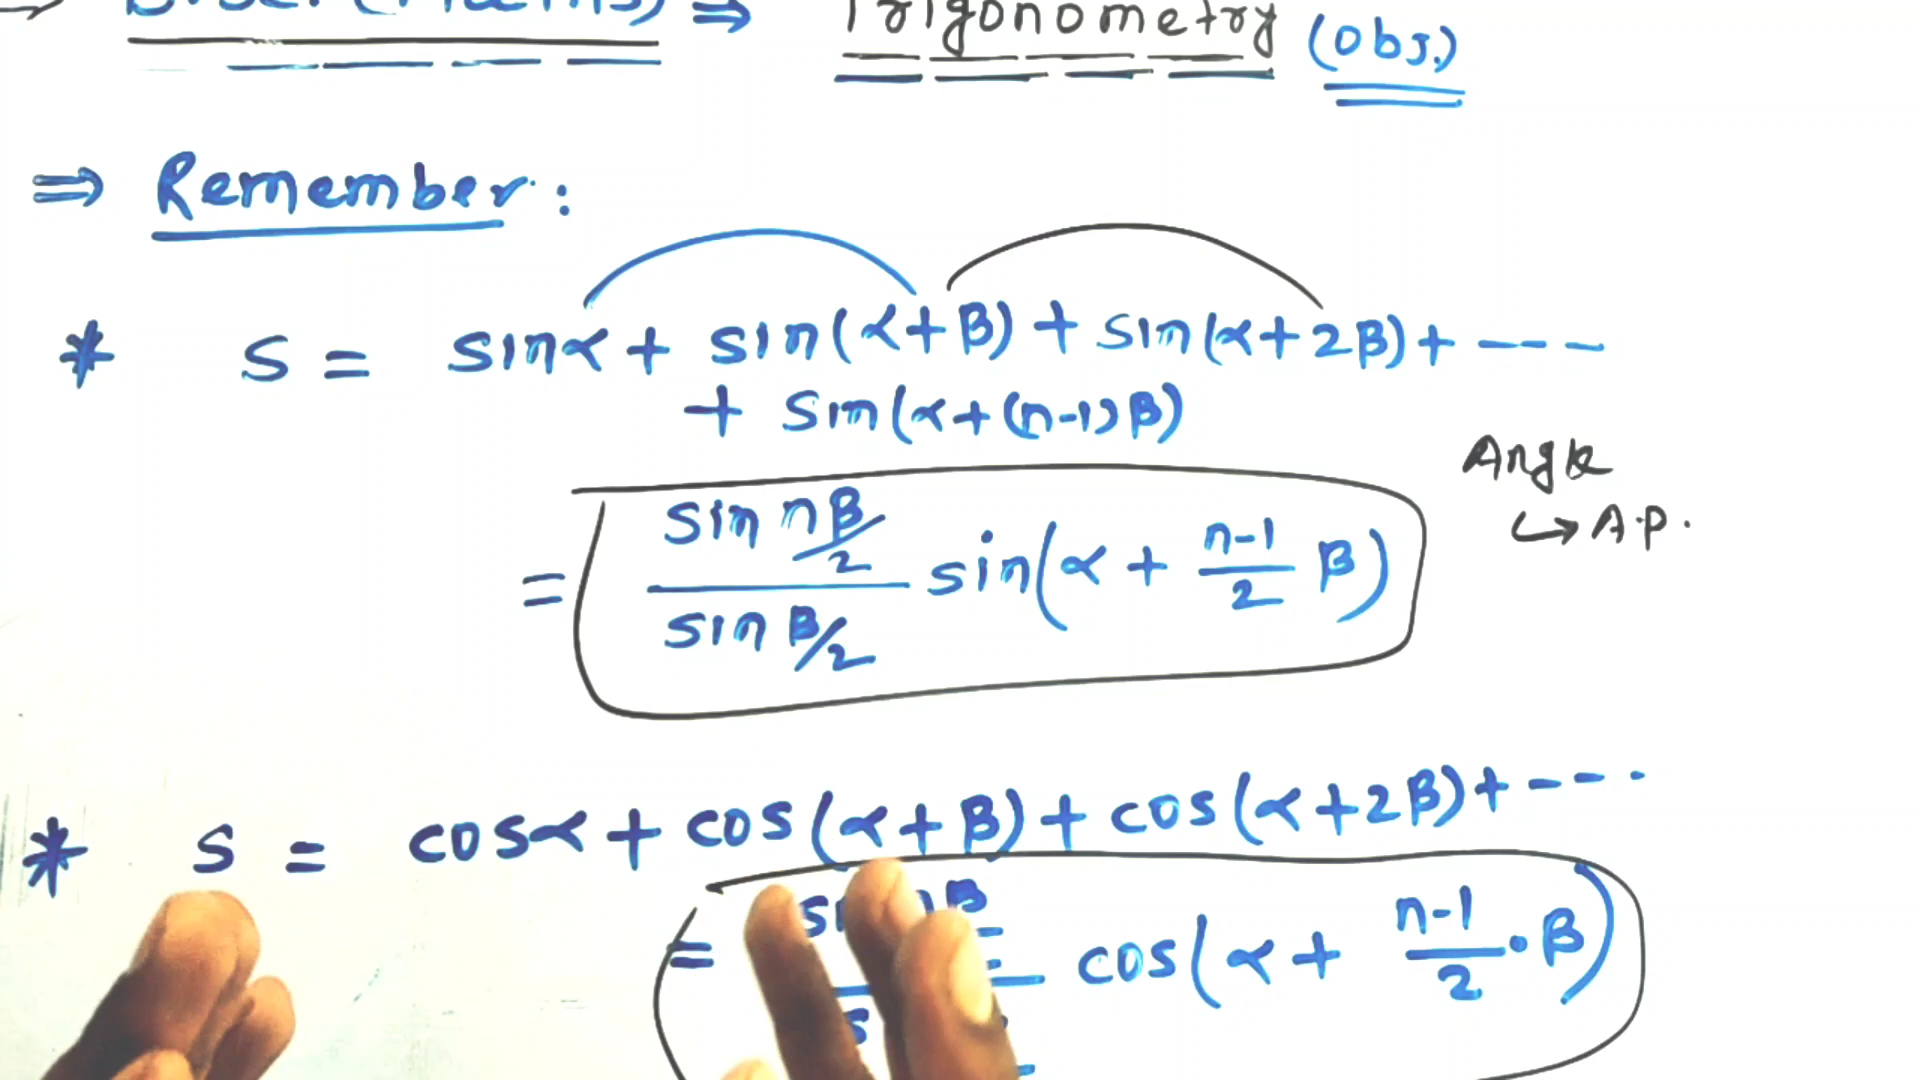 ⇒ Trigonometry (Obj.)
⇒ Remember:
* S = sinα + sin(α+β) + sin(α+2β) + ----
+ sin(α+(n-1)β)
Angle
↳ A.P.
= sin nβ/2 / sin β/2 sin(α + n-1/2 β)
* S = cosα + cos(α+β) + cos(α+2β) + ----
= cos(α + n-1/2 · β)